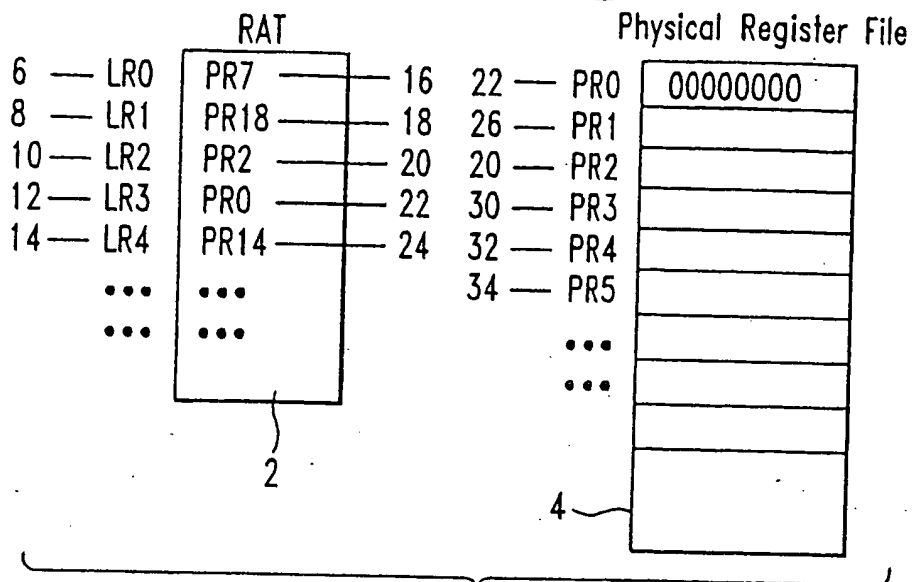 RAT
6 — LR0 PR7 — 16
8 — LR1 PR18 — 18
10 — LR2 PR2 — 20
12 — LR3 PR0 — 22
14 — LR4 PR14 — 24
••• •••
••• •••
2
Physical Register File
22 — PR0 00000000
26 — PR1
20 — PR2
30 — PR3
32 — PR4
34 — PR5
•••
•••
4